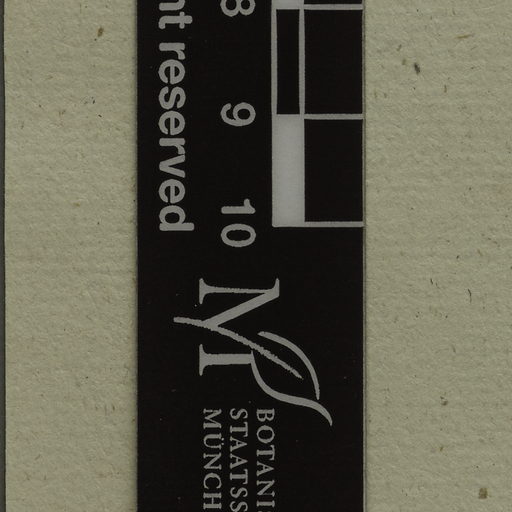 nt reserved
8
9
10
M
BOTANI
STAATSS
MÜNCH